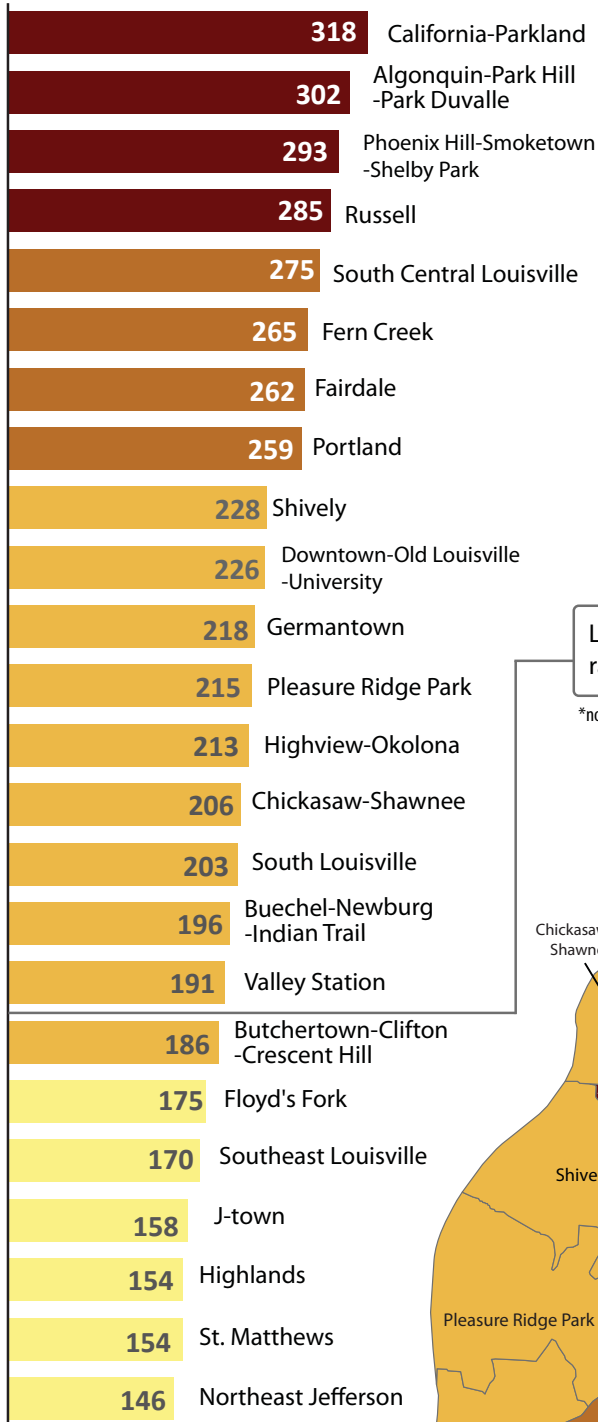 318 California-Parkland
302 Algonquin-Park Hill
-Park Duvalle
293 Phoenix Hill-Smoketown
-Shelby Park
285 Russell
275 South Central Louisville
265 Fern Creek
262 Fairdale
259 Portland
228 Shively
226 Downtown-Old Louisville
-University
218 Germantown
215 Pleasure Ridge Park
213 Highview-Okolona
206 Chickasaw-Shawnee
203 South Louisville
196 Buechel-Newburg
-Indian Trail
191 Valley Station
186 Butchertown-Clifton
-Crescent Hill
175 Floyd's Fork
170 Southeast Louisville
158 J-town
154 Highlands
154 St. Matthews
146 Northeast Jefferson
Pleasure Ridge Park